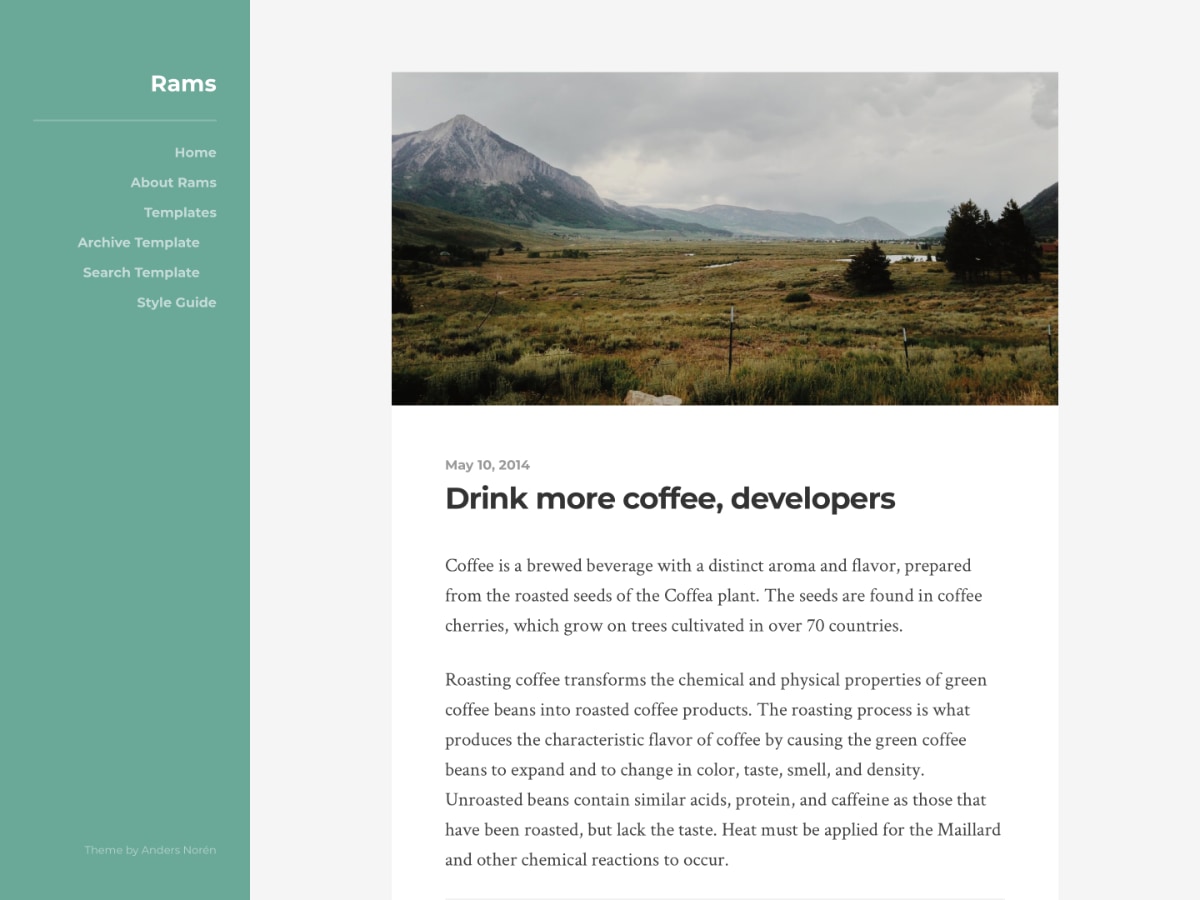 Rams
Home
About Rams
Templates
Archive Template
Search Template
Style Guide
Theme by Anders Norén
May 10, 2014
Drink more coffee, developers
Coffee is a brewed beverage with a distinct aroma and flavor, prepared
from the roasted seeds of the Coffea plant. The seeds are found in coffee
cherries, which grow on trees cultivated in over 70 countries.
Roasting coffee transforms the chemical and physical properties of green
coffee beans into roasted coffee products. The roasting process is what
produces the characteristic flavor of coffee by causing the green coffee
beans to expand and to change in color, taste, smell, and density.
Unroasted beans contain similar acids, protein, and caffeine as those that
have been roasted, but lack the taste. Heat must be applied for the Maillard
and other chemical reactions to occur.